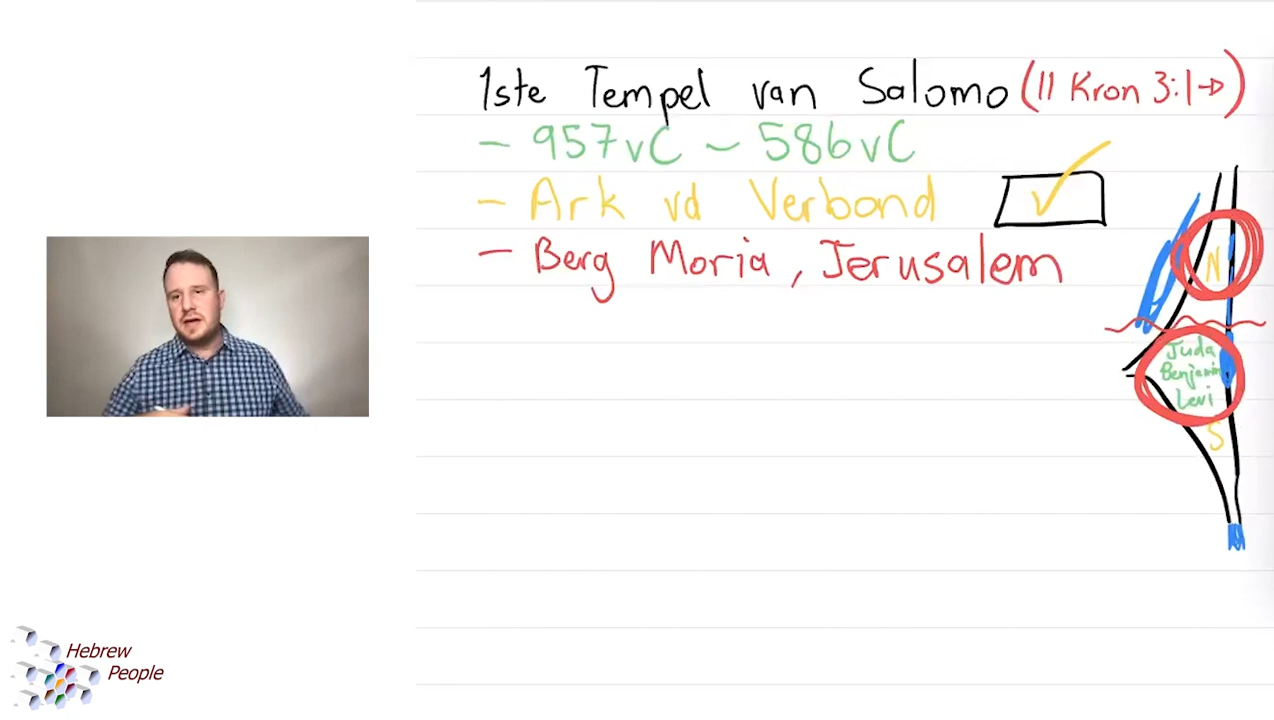 1ste Tempel van Salomo (II Kron 3:1→)
- 957vC - 586vC
- Ark vd Verbond
- Berg Moria, Jerusalem
N
Juda
Benjamin
Levi
S
Hebrew
People